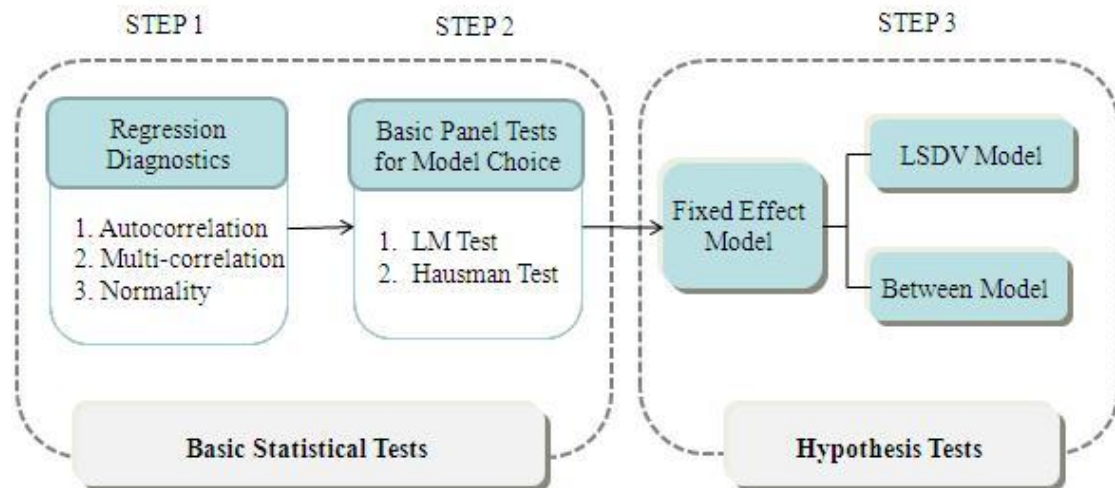 STEP 1
STEP 2
STEP 3
Regression
Diagnostics
1. Autocorrelation
2. Multi-correlation
3. Normality
Basic Panel Tests
for Model Choice
1. LM Test
2. Hausman Test
Fixed Effect
Model
LSDV Model
Between Model
Basic Statistical Tests
Hypothesis Tests